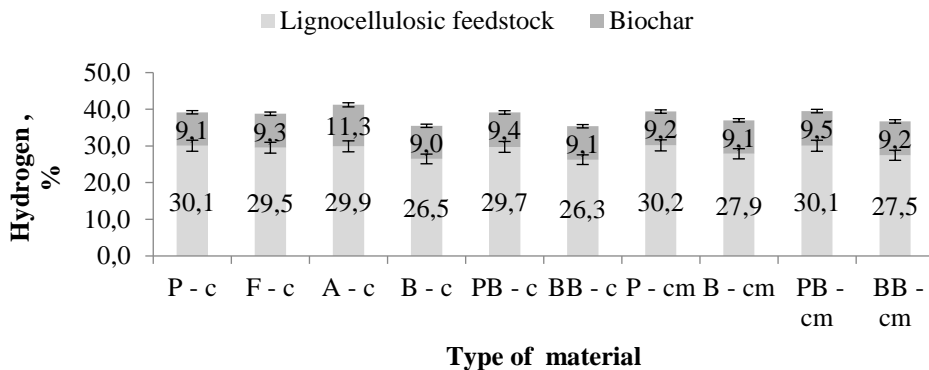 Lignocellulosic feedstock Biochar
Hydrogen ,
%
50,0
40,0
30,0
20,0
10,0
0,0
9,1 9,3 11,3 9,0 9,4 9,1 9,2 9,1 9,5 9,2
30,1 29,5 29,9 26,5 29,7 26,3 30,2 27,9 30,1 27,5
P - c F - c A - c B - c PB - c BB - c P - cm B - cm PB - BB -
cm cm
Type of material